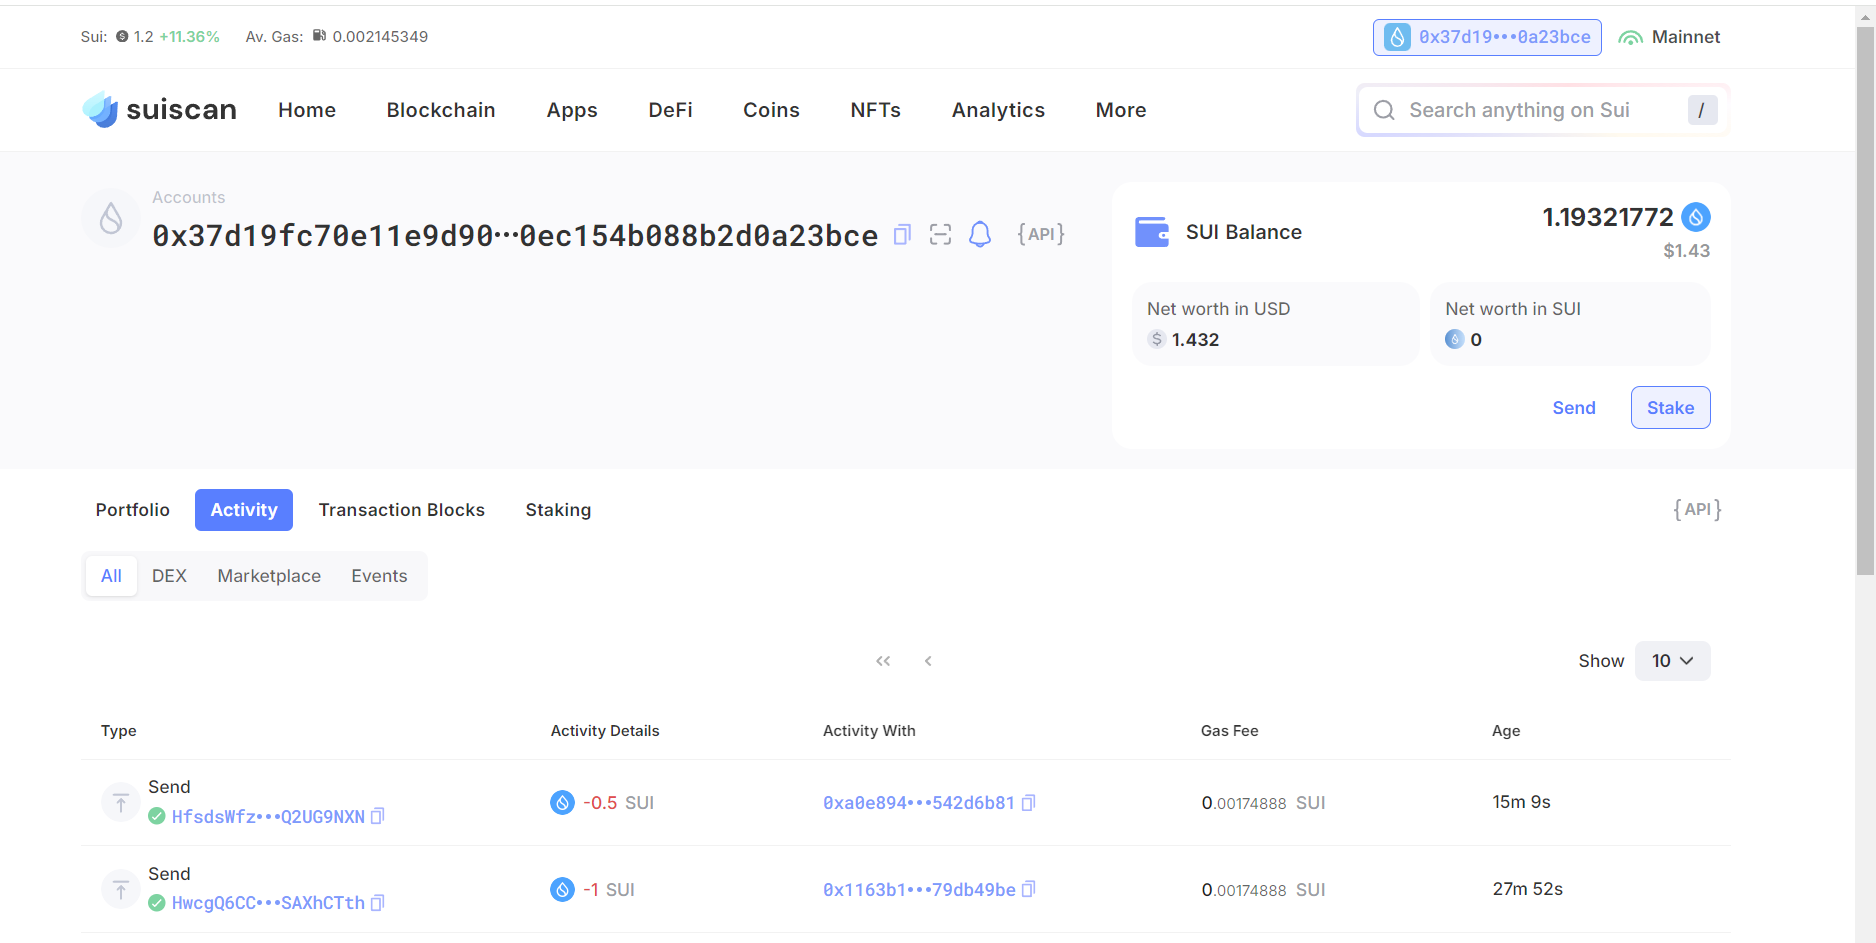 Sui: 1.2 +11.36% Av. Gas: 0.002145349 0x37d19•••0a23bce Mainnet
suiscan Home Blockchain Apps DeFi Coins NFTs Analytics More Search anything on Sui /
Accounts
0x37d19fc70e11e9d90•••0ec154b088b2d0a23bce {API}
SUI Balance 1.19321772
$1.43
Net worth in USD Net worth in SUI
$ 1.432 0
Send Stake
Portfolio Activity Transaction Blocks Staking {API}
All DEX Marketplace Events
« ‹ Show 10
Type Activity Details Activity With Gas Fee Age
Send
HfsdsWfz•••Q2UG9NXN -0.5 SUI 0xa0e894•••542d6b81 0.00174888 SUI 15m 9s
Send
HwcgQ6CC•••SAXhCTth -1 SUI 0x1163b1•••79db49be 0.00174888 SUI 27m 52s